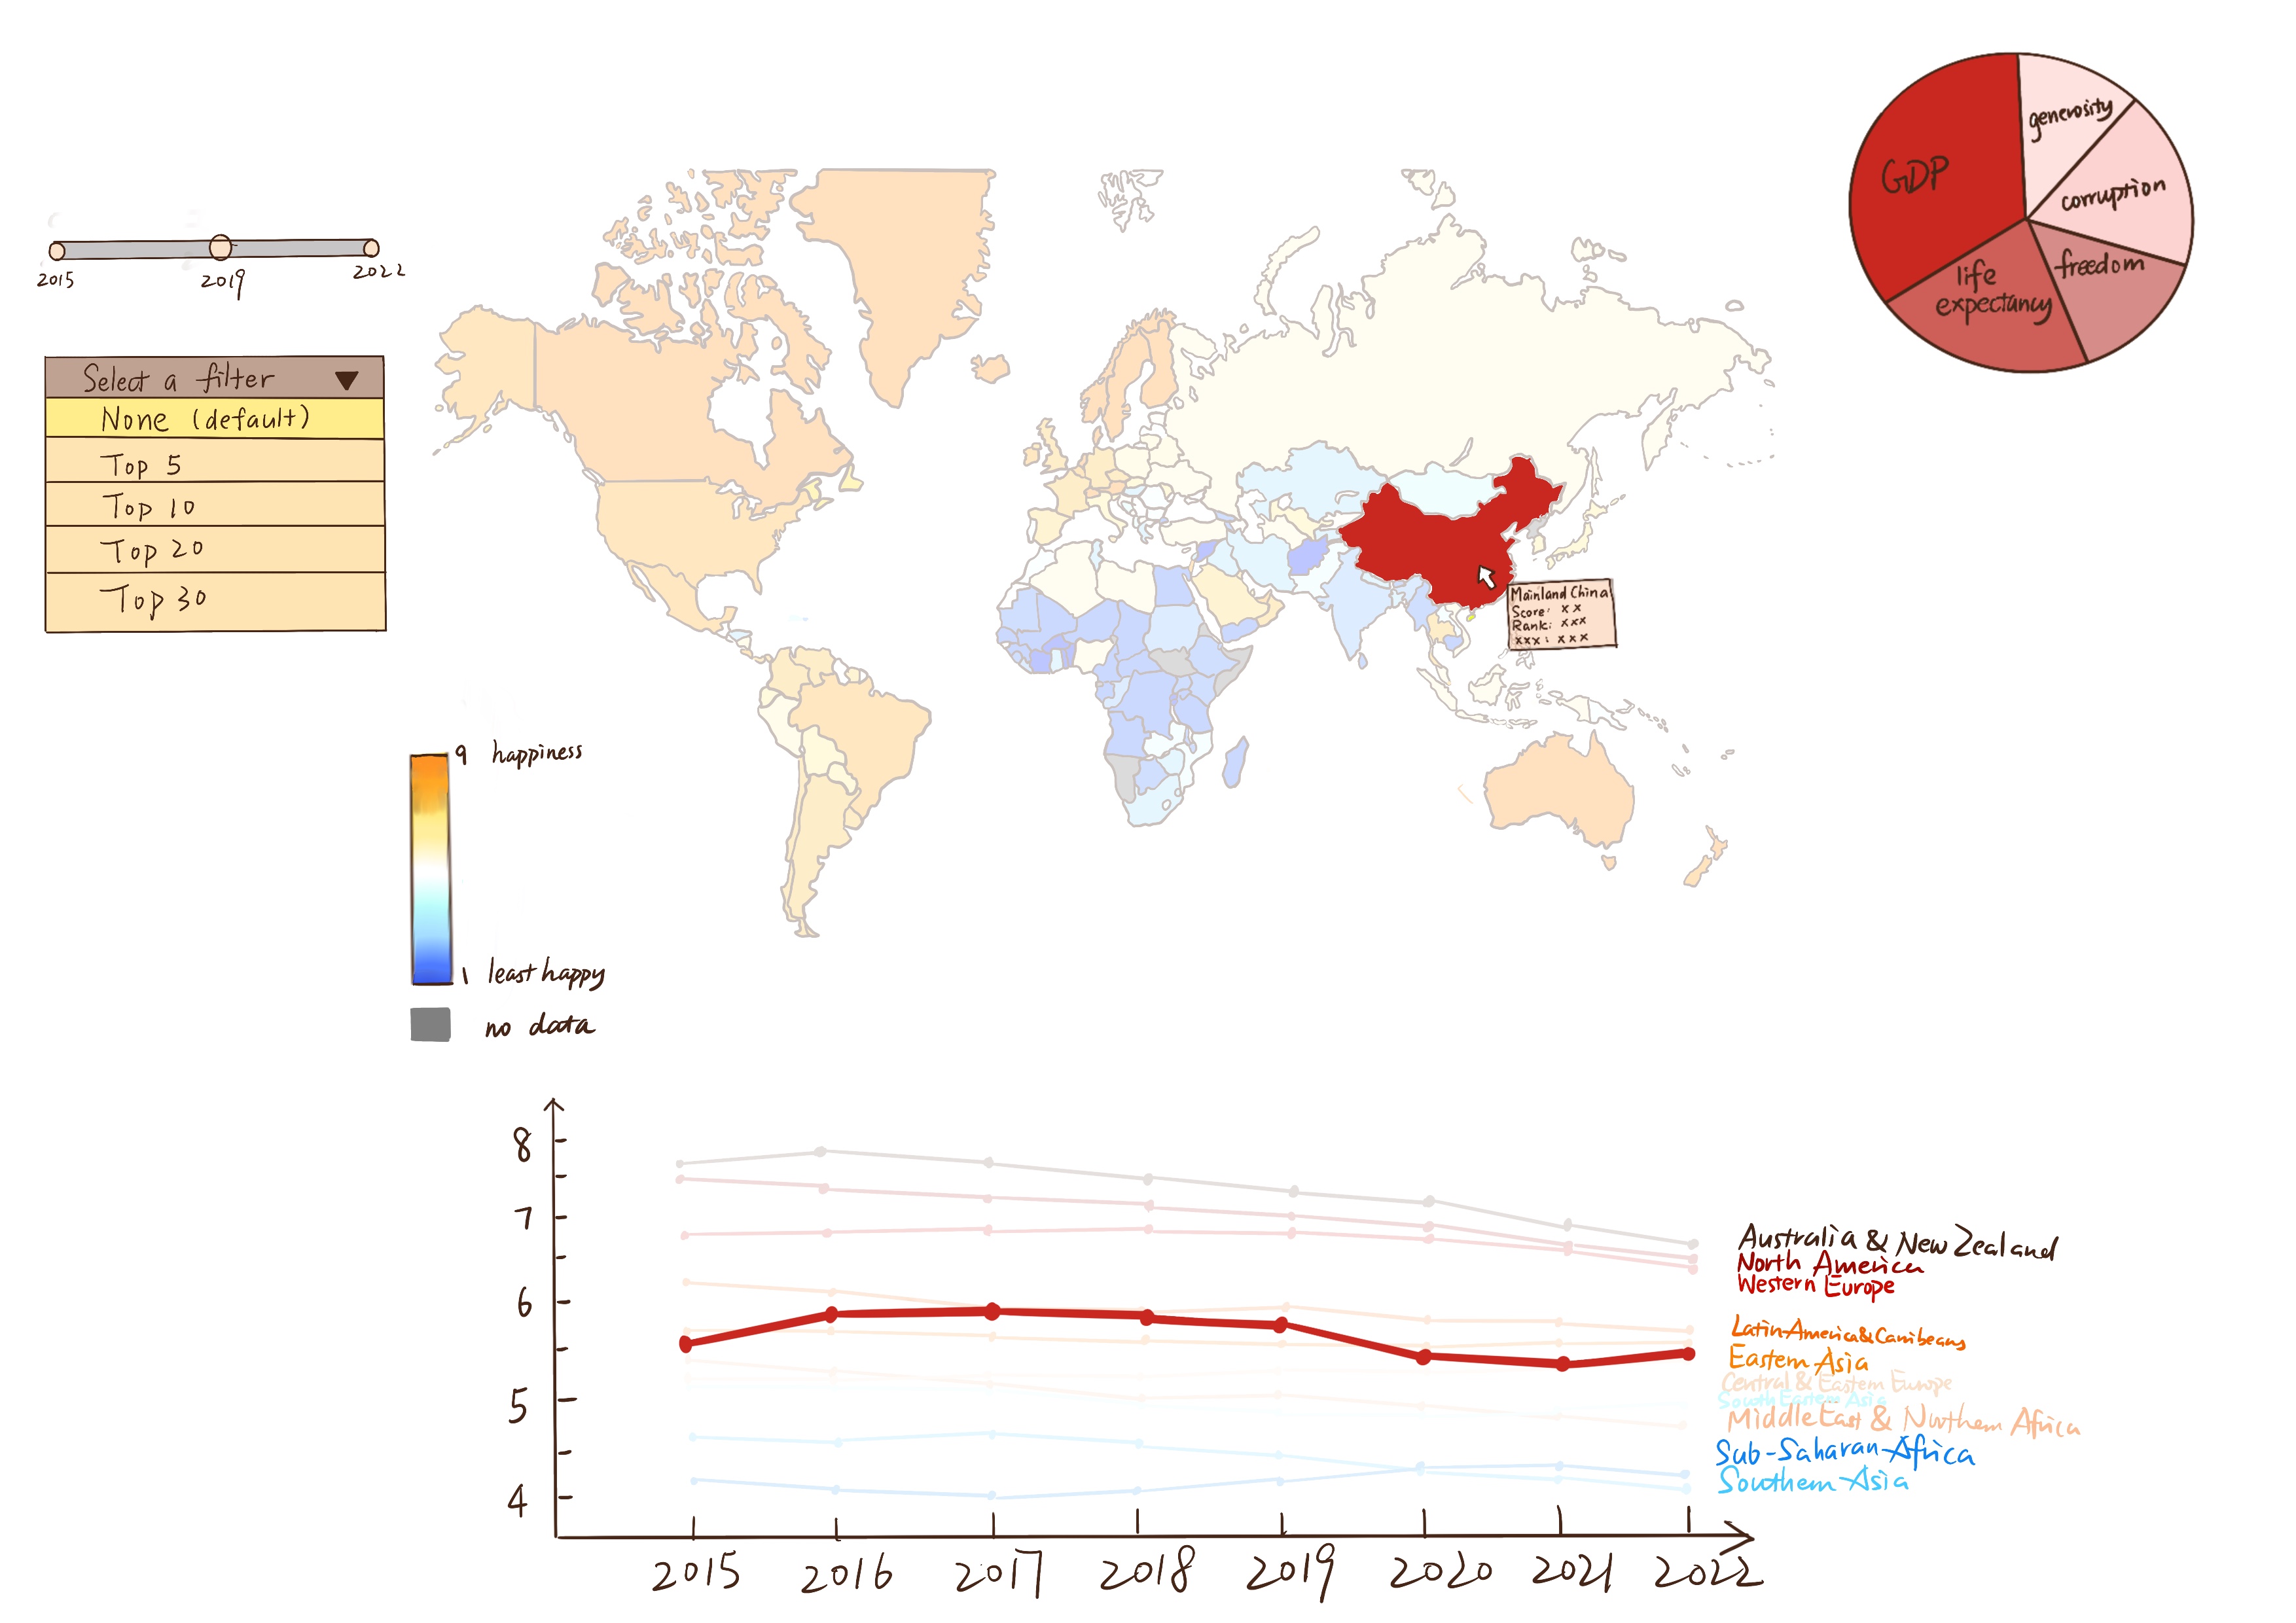 GDP
generosity
corruption
freedom
life
expectancy
2015
2019
2022
Select a filter
None (default)
Top 5
Top 10
Top 20
Top 30
Mainland China
Score: x x
Rank: xxx
xxx: xxx
9 happiness
1 least happy
no data
8
7
6
5
4
Australia & New Zealand
North America
Western Europe
Latin America & Carribeans
Eastern Asia
Central & Eastern Europe
South Eastern Asia
Middle East & Northern Africa
Sub-Saharan Africa
Southern Asia
2015 2016 2017 2018 2019 2020 2021 2022